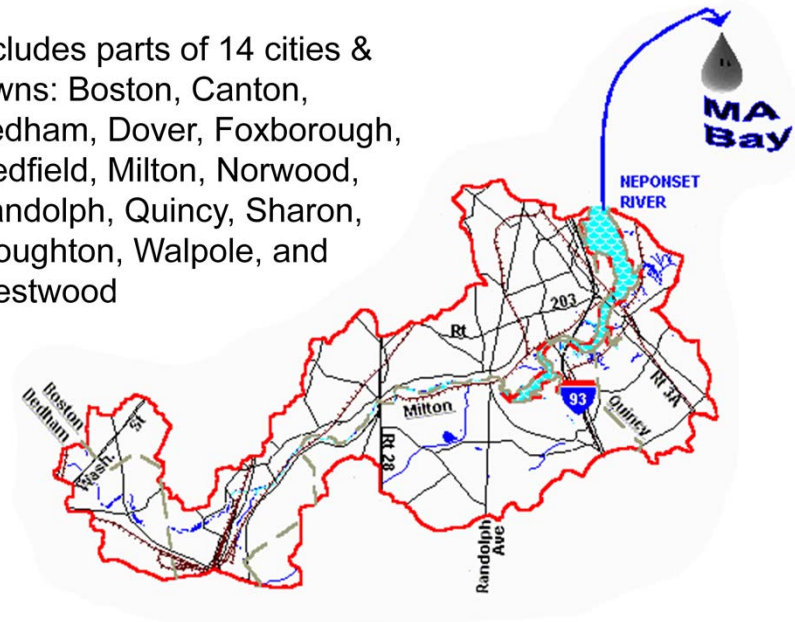 cludes parts of 14 cities &
wns: Boston, Canton,
edham, Dover, Foxborough,
edfield, Milton, Norwood,
andolph, Quincy, Sharon,
oughton, Walpole, and
estwood
MA
Bay
NEPONSET
RIVER
203
Rt
Rt 3A
93
Quincy
Milton
Rt 28
Boston
Dedham
Wash.
St
Randolph
Ave